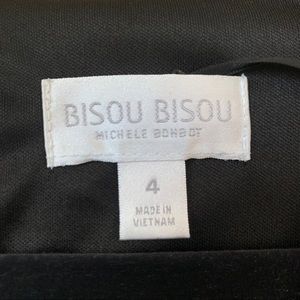 BISOU BISOU
MICHELE BOHBOT
4
MADE IN
VIETNAM